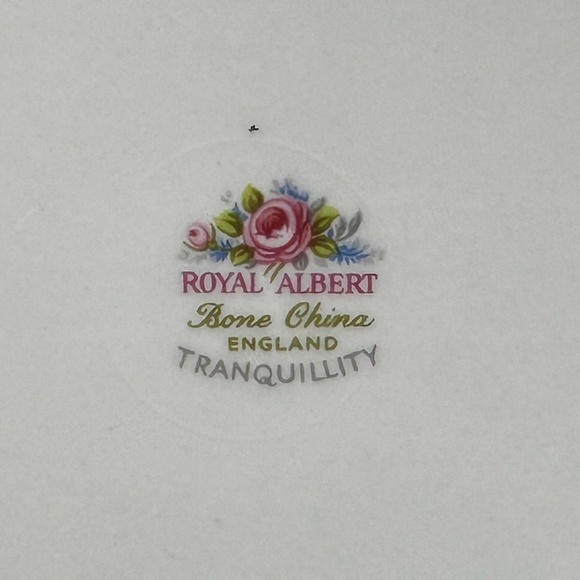 ROYAL ALBERT
Bone China
ENGLAND
TRANQUILLITY